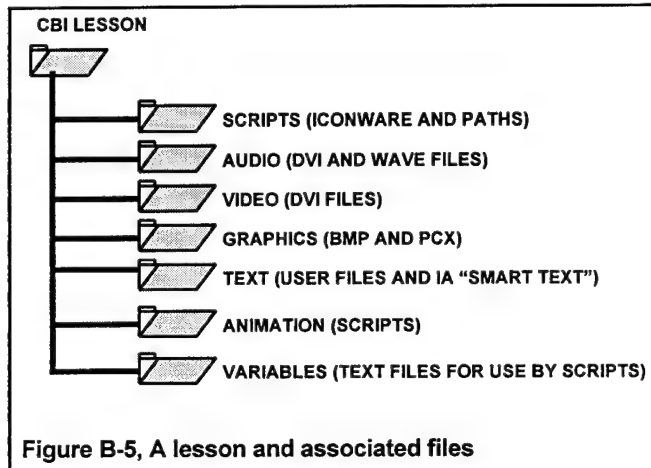 CBI LESSON
SCRIPTS (ICONWARE AND PATHS)
AUDIO (DVI AND WAVE FILES)
VIDEO (DVI FILES)
GRAPHICS (BMP AND PCX)
TEXT (USER FILES AND IA “SMART TEXT”)
ANIMATION (SCRIPTS)
VARIABLES (TEXT FILES FOR USE BY SCRIPTS)
Figure B-5, A lesson and associated files